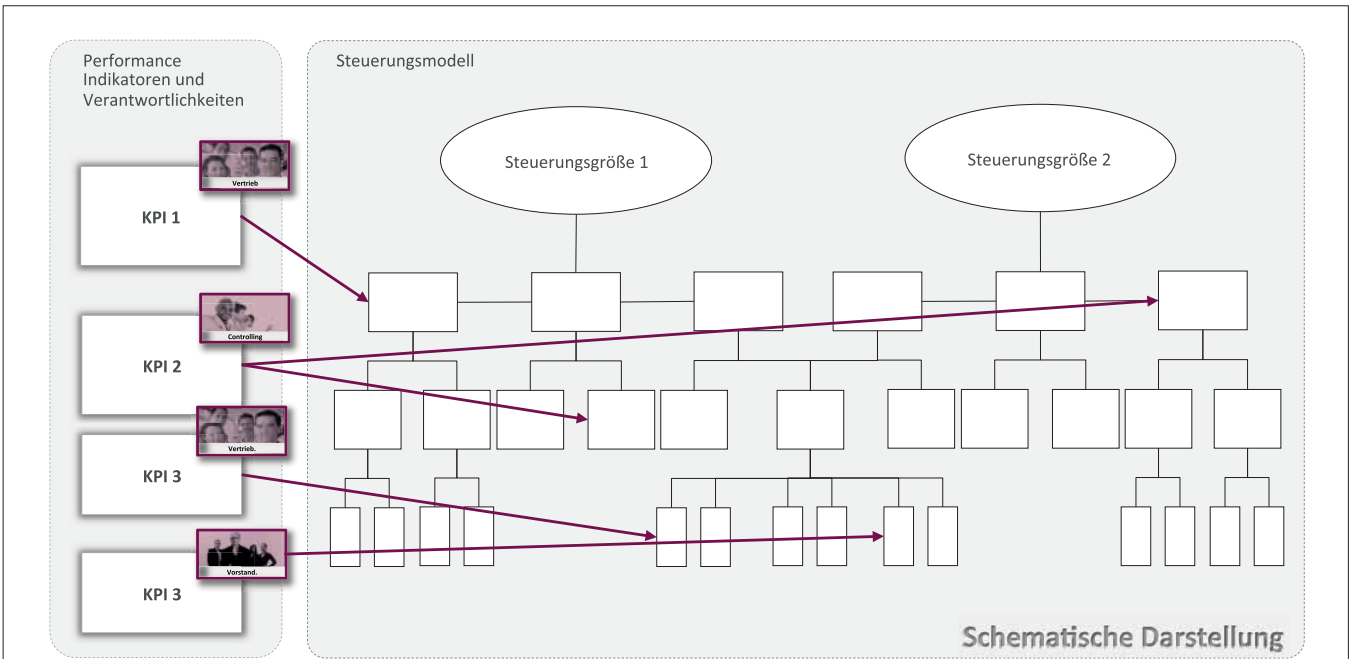 Performance
Indikatoren und
Verantwortlichkeiten
Vertrieb
KPI 1
Controlling
KPI 2
Vertrieb.
KPI 3
Vorstand.
KPI 3
Steuerungsmodell
Steuerungsgröße 1
Steuerungsgröße 2
Schematische Darstellung